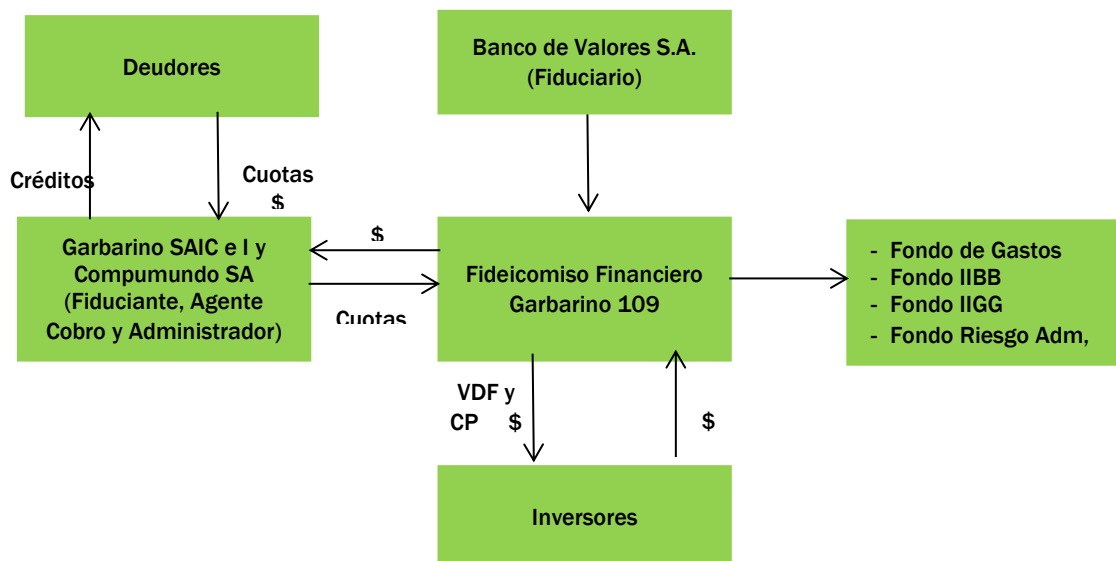 Deudores
Banco de Valores S.A.
(Fiduciario)
Créditos
Cuotas
$
Garbarino SAIC e I y
Compumundo SA
(Fiduciante, Agente
Cobro y Administrador)
$
Cuotas
Fideicomiso Financiero
Garbarino 109
- Fondo de Gastos
- Fondo IIBB
- Fondo IIGG
- Fondo Riesgo Adm,
VDF y
CP $
$
Inversores